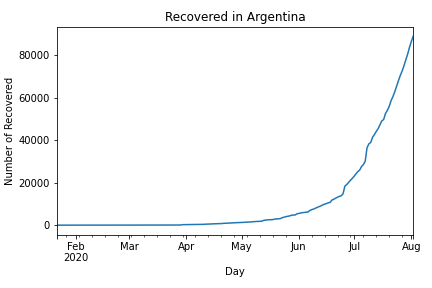 Recovered in Argentina
Number of Recovered
80000
60000
40000
20000
0
Feb
2020
Mar
Apr
May
Jun
Jul
Aug
Day